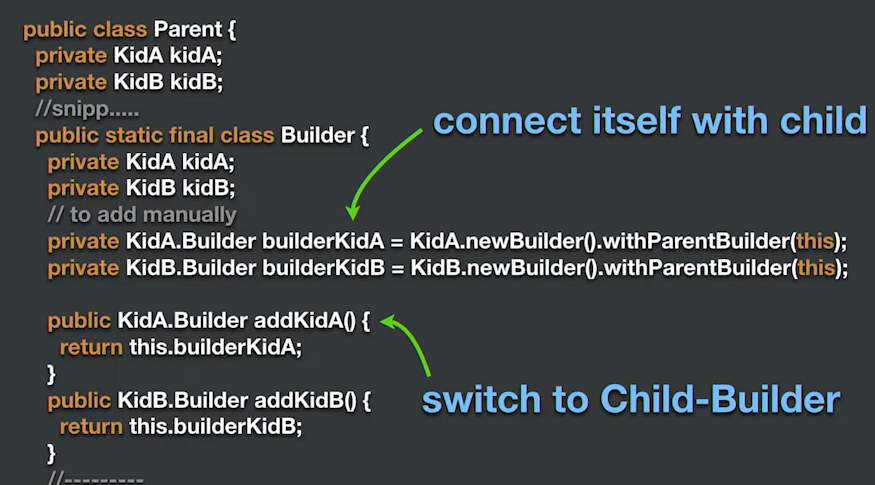 public class Parent {
private KidA kidA;
private KidB kidB;
//snipp.....
public static final class Builder {
private KidA kidA;
private KidB kidB;
// to add manually
private KidA.Builder builderKidA = KidA.newBuilder().withParentBuilder(this);
private KidB.Builder builderKidB = KidB.newBuilder().withParentBuilder(this);
public KidA.Builder addKidA() {
return this.builderKidA;
}
public KidB.Builder addKidB() {
return this.builderKidB;
}
//---------
connect itself with child
switch to Child-Builder